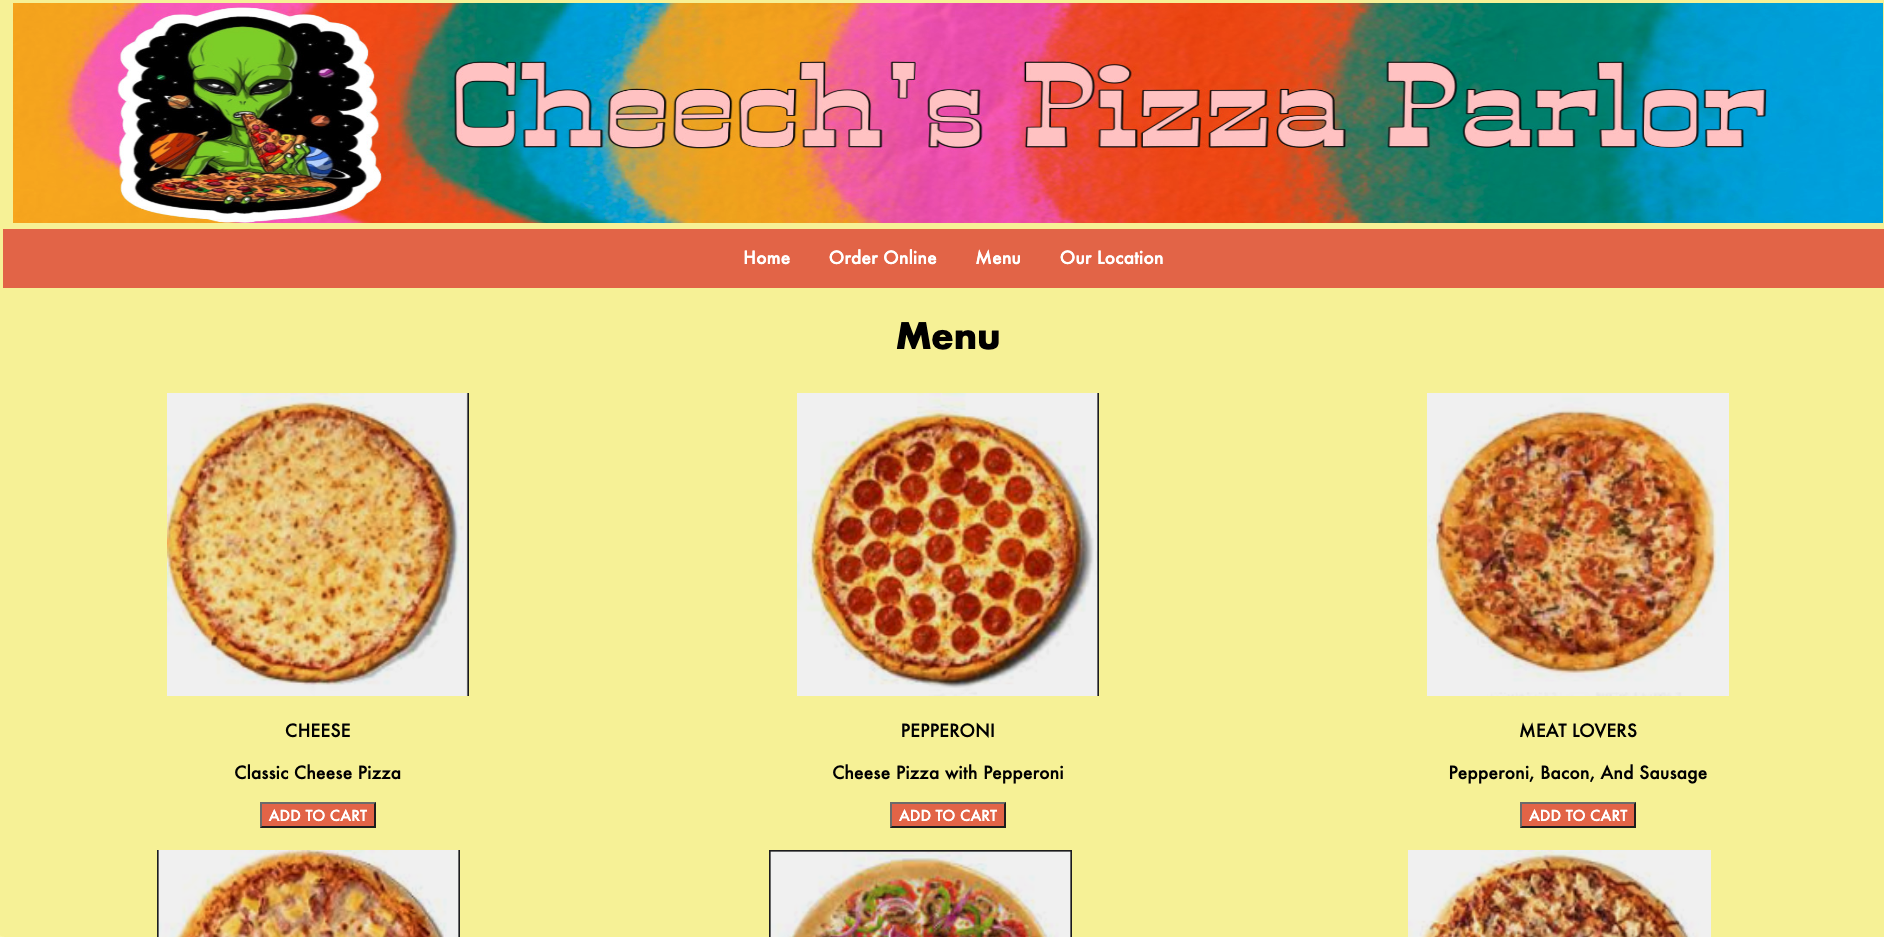 Cheech's Pizza Parlor
Home Order Online Menu Our Location
Menu
CHEESE
Classic Cheese Pizza
ADD TO CART
PEPPERONI
Cheese Pizza with Pepperoni
ADD TO CART
MEAT LOVERS
Pepperoni, Bacon, And Sausage
ADD TO CART